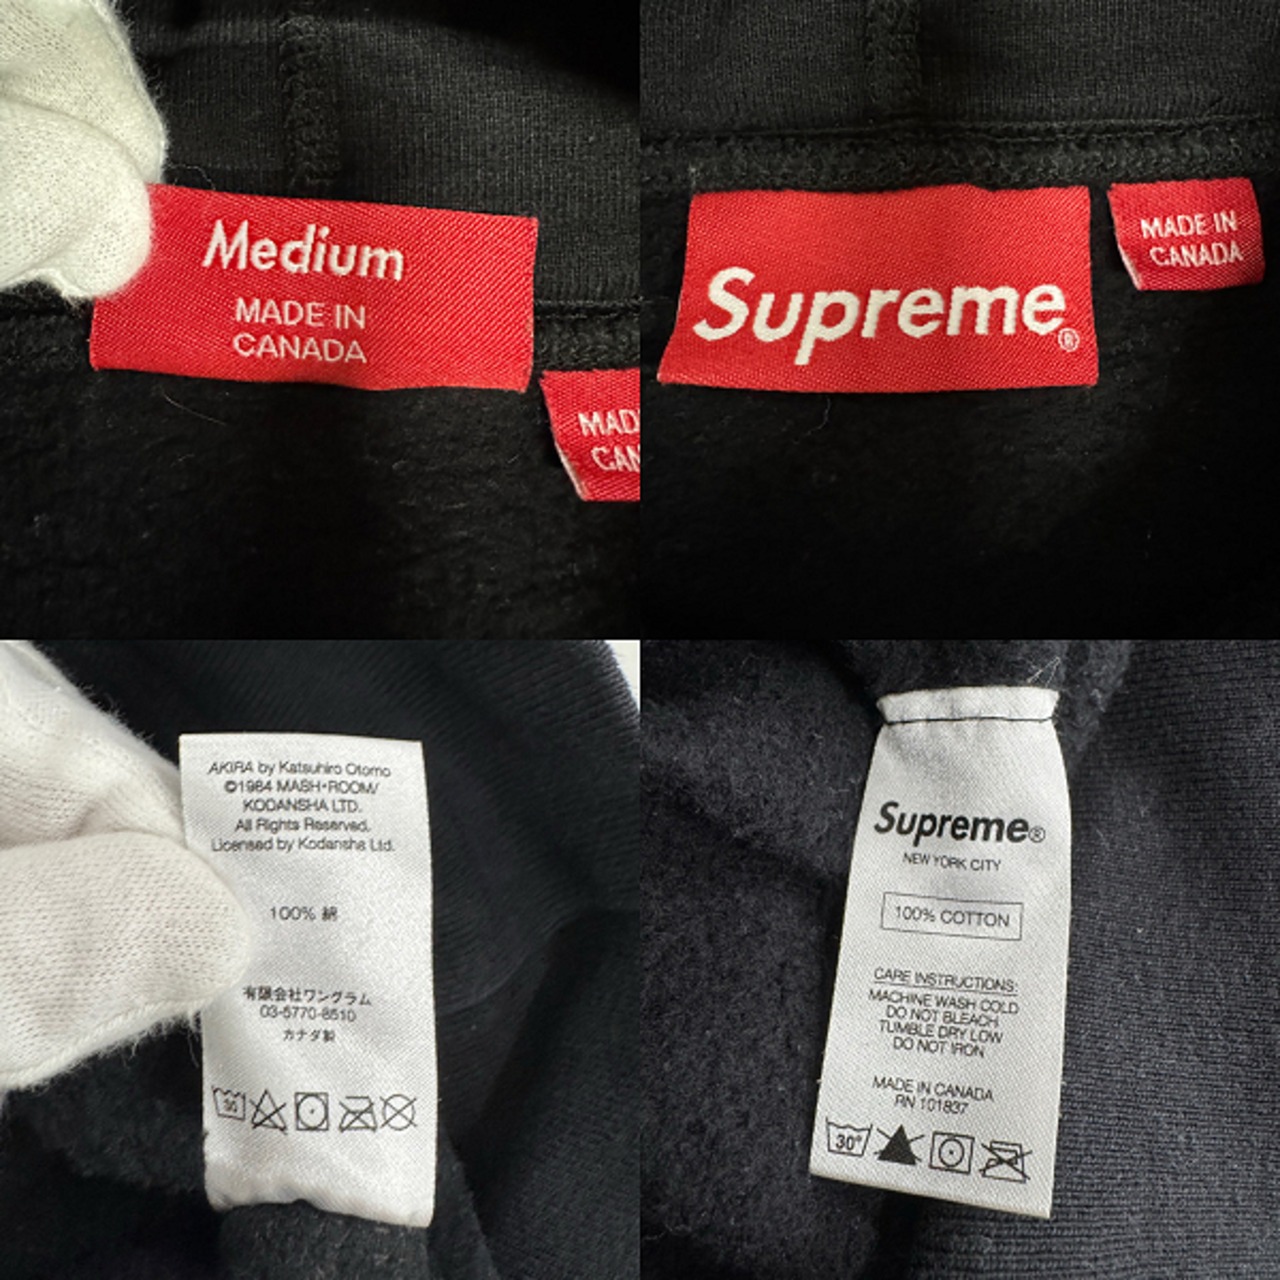 Medium
MADE IN
CANADA
MAD
CAN
Supreme®
MADE IN
CANADA
AKIRA by Katsuhiro Otomo
©1984 MASH•ROOM/
KODANSHA LTD.
All Rights Reserved.
Licensed by Kodansha Ltd.
100% 綿
有限会社ワングラム
03-5770-8510
カナダ製
30
Supreme®
NEW YORK CITY
100% COTTON
CARE INSTRUCTIONS:
MACHINE WASH COLD
DO NOT BLEACH
TUMBLE DRY LOW
DO NOT IRON
MADE IN CANADA
RN 101837
30°